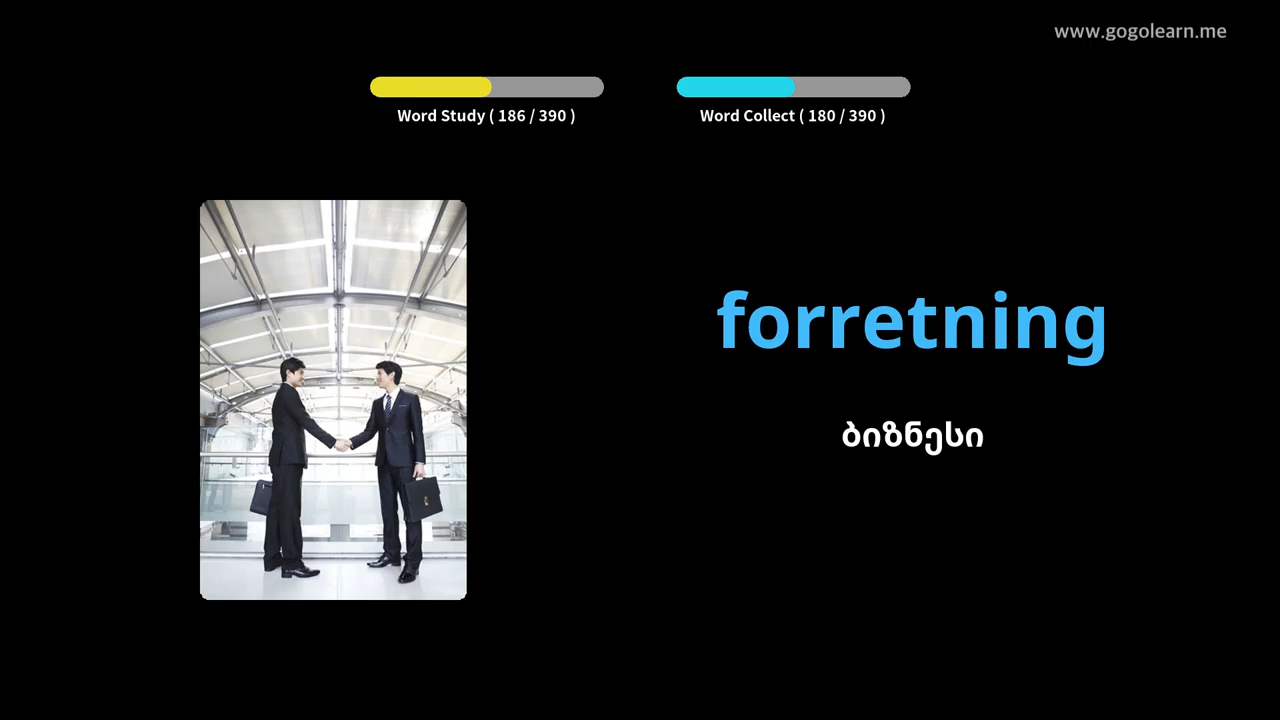 www.gogolearn.me
Word Study ( 186 / 390 )
Word Collect ( 180 / 390 )
forretning
ბიზნესი